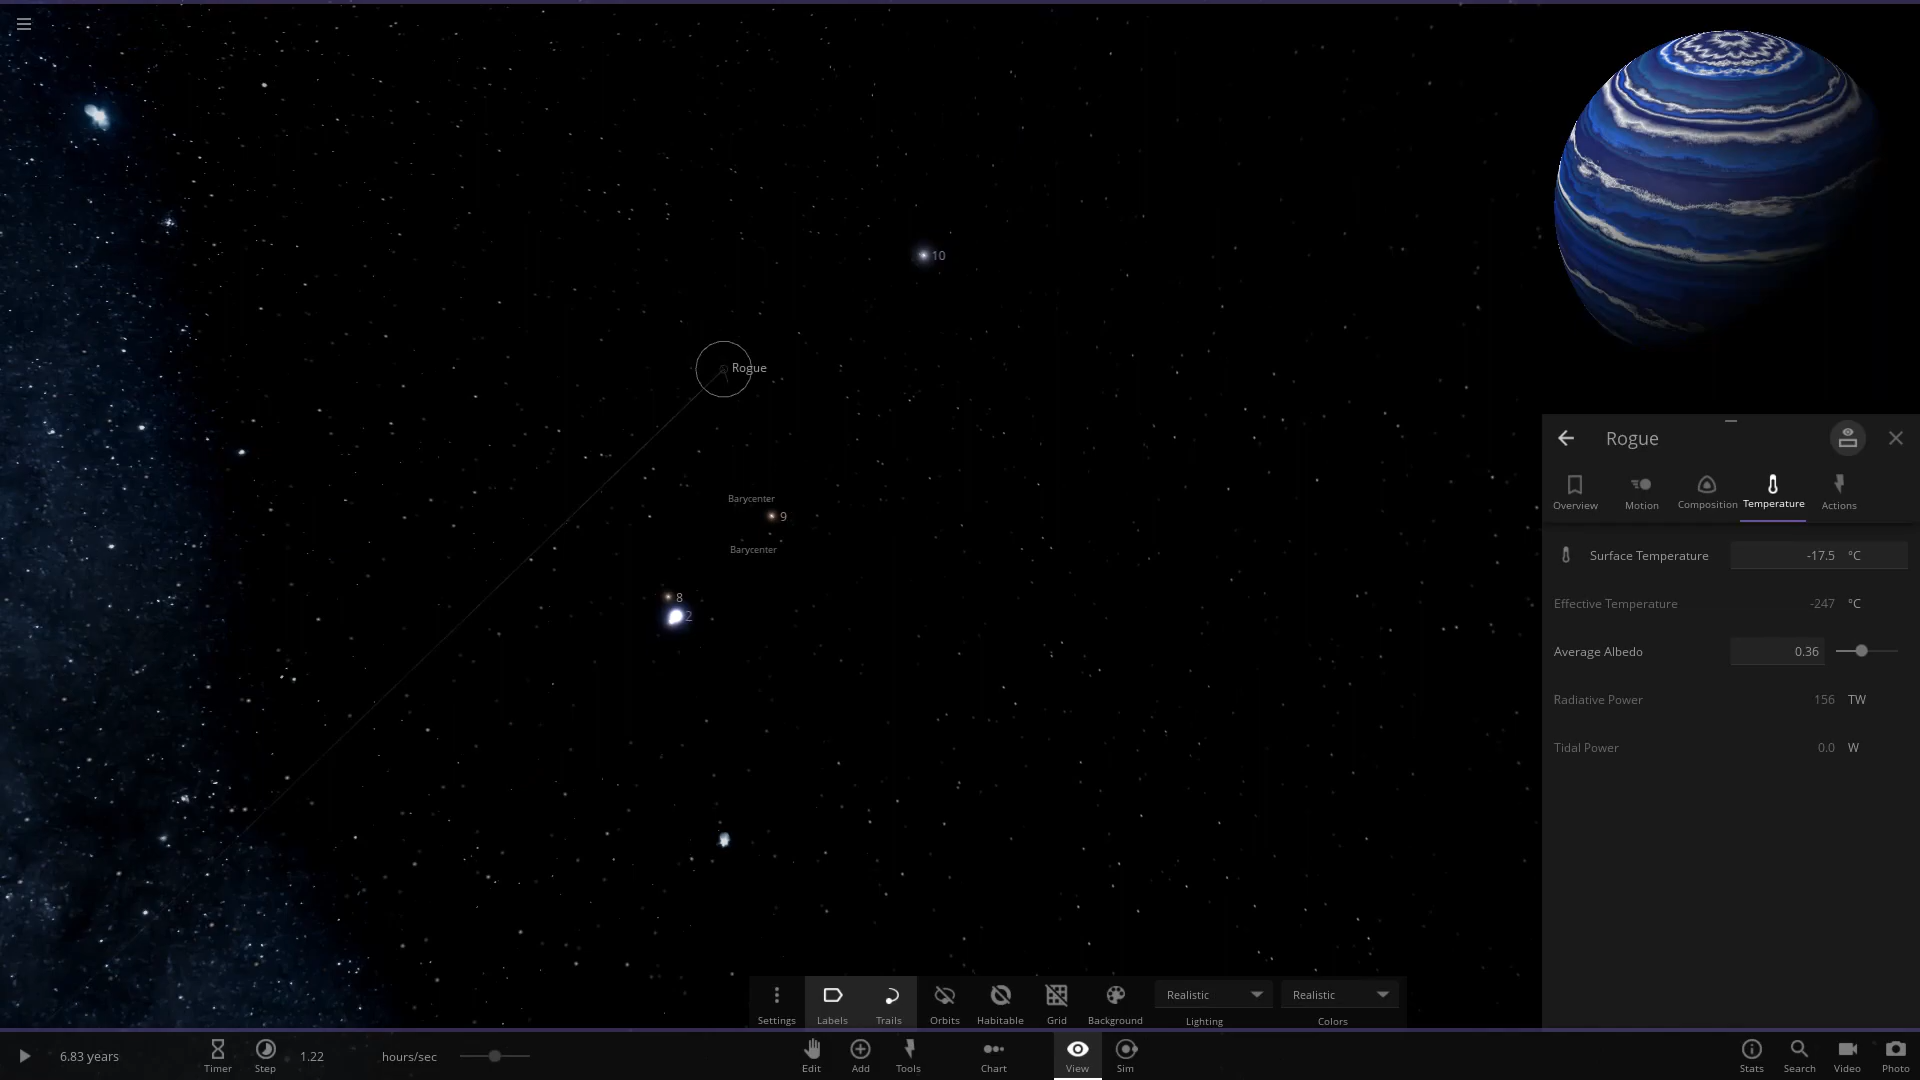 10
Rogue
Barycenter
9
Barycenter
8
2
Rogue
Overview
Motion
Composition
Temperature
Actions
Surface Temperature -17.5 °C
Effective Temperature -247 °C
Average Albedo 0.36
Radiative Power 156 TW
Tidal Power 0.0 W
Realistic
Realistic
Settings
Labels
Trails
Orbits
Habitable
Grid
Background
Lighting
Colors
6.83 years
Timer
Step
1.22 hours/sec
Edit
Add
Tools
Chart
View
Sim
Stats
Search
Video
Photo